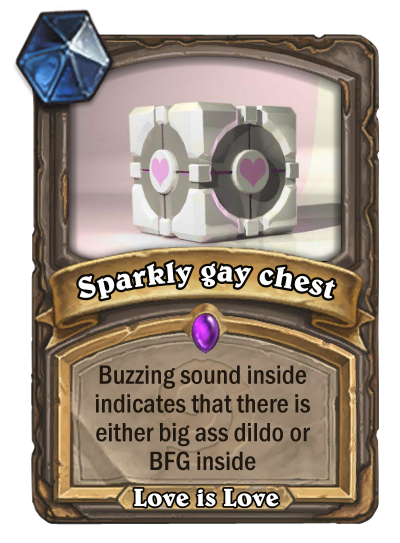 Sparkly gay chest
Buzzing sound inside
indicates that there is
either big ass dildo or
BFG inside
Love is Love